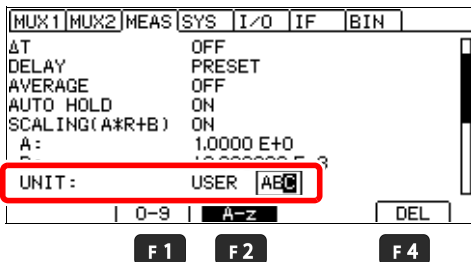 MUX1 MUX2 MEAS SYS I/O IF BIN
ΔT OFF
DELAY PRESET
AVERAGE OFF
AUTO HOLD ON
SCALING(A*R+B) ON
A: 1.0000 E+0
UNIT: USER ABC
0-9 A-z DEL
F1 F2 F4